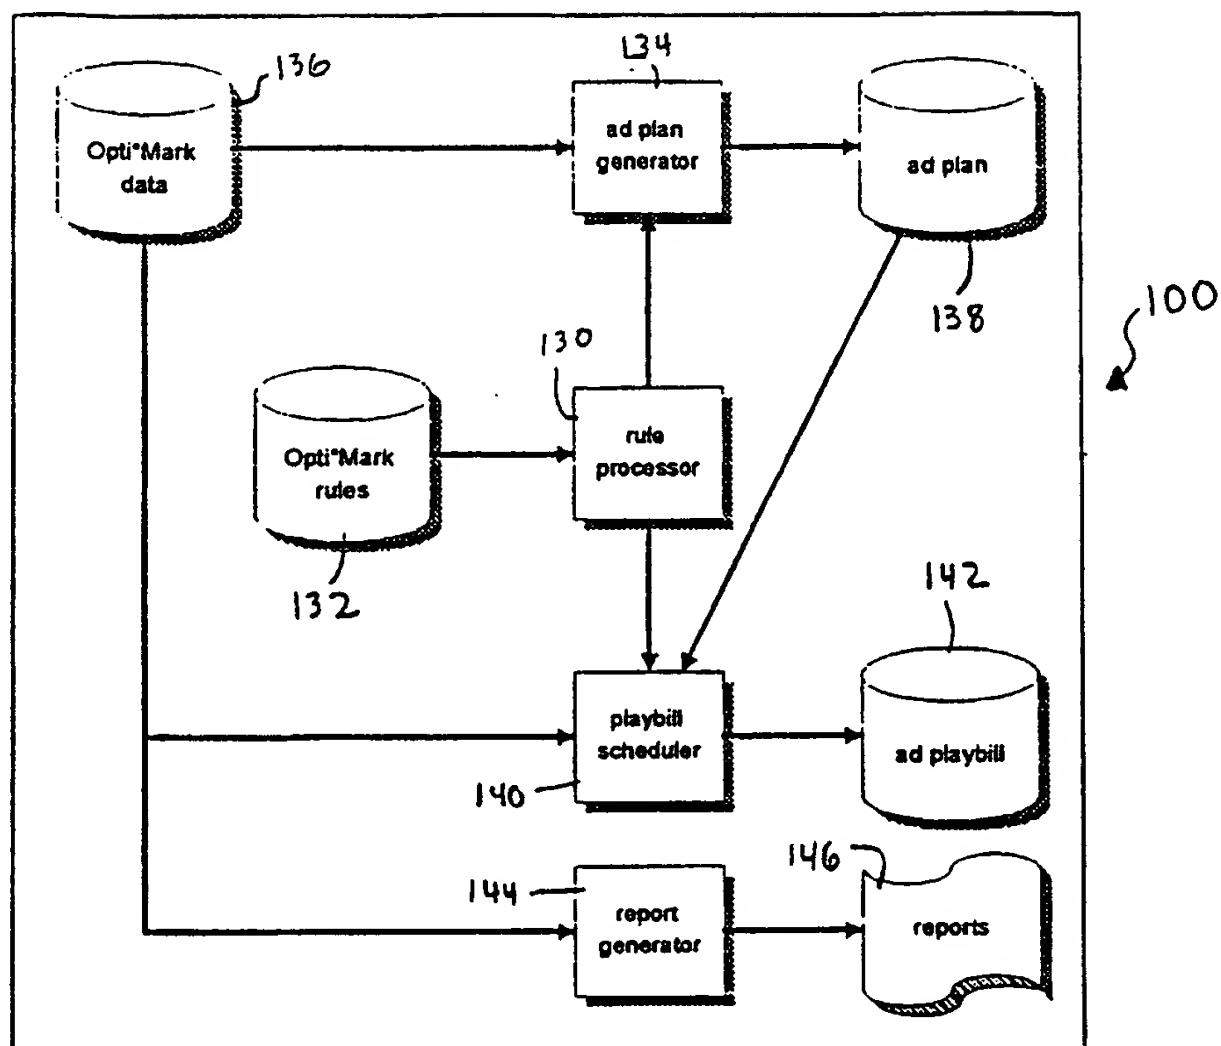 136
134
Opti*Mark
data
ad plan
generator
ad plan
138
100
130
Opti*Mark
rules
rule
processor
132
142
playbill
scheduler
ad playbill
140
146
144
report
generator
reports